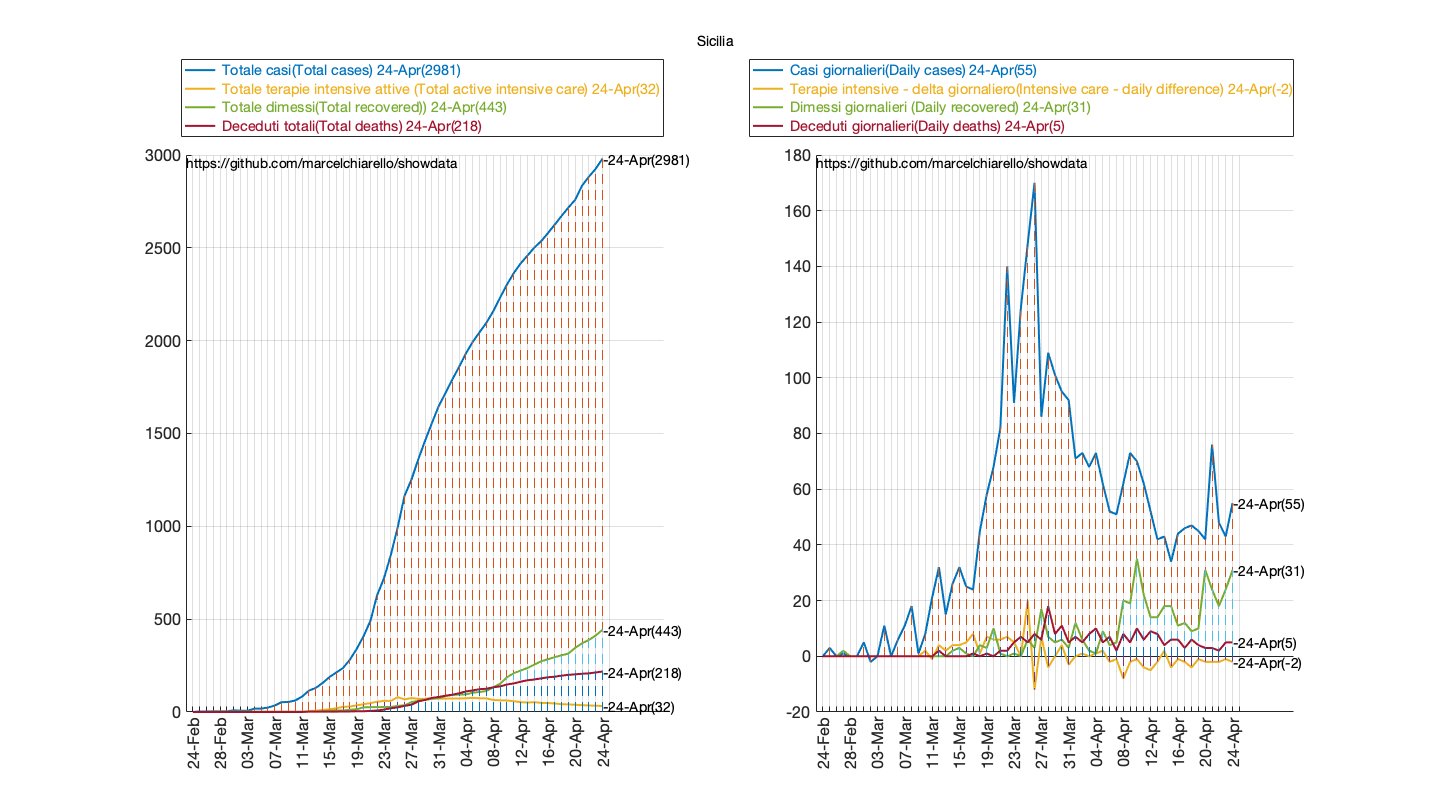 Sicilia
Totale casi(Total cases) 24-Apr(2981)
Totale terapie intensive attive (Total active intensive care) 24-Apr(32)
Totale dimessi(Total recovered)) 24-Apr(443)
Deceduti totali(Total deaths) 24-Apr(218)
Casi giornalieri(Daily cases) 24-Apr(55)
Terapie intensive - delta giornaliero(Intensive care - daily difference) 24-Apr(-2)
Dimessi giornalieri (Daily recovered) 24-Apr(31)
Deceduti giornalieri(Daily deaths) 24-Apr(5)
https://github.com/marcelchiarello/showdata
3000
2500
2000
1500
1000
500
0
-24-Apr(2981)
-24-Apr(443)
-24-Apr(218)
-24-Apr(32)
24-Feb
28-Feb
03-Mar
07-Mar
11-Mar
15-Mar
19-Mar
23-Mar
27-Mar
31-Mar
04-Apr
08-Apr
12-Apr
16-Apr
20-Apr
24-Apr
https://github.com/marcelchiarello/showdata
180
160
140
120
100
80
60
40
20
0
-20
-24-Apr(55)
-24-Apr(31)
-24-Apr(5)
-24-Apr(-2)
24-Feb
28-Feb
03-Mar
07-Mar
11-Mar
15-Mar
19-Mar
23-Mar
27-Mar
31-Mar
04-Apr
08-Apr
12-Apr
16-Apr
20-Apr
24-Apr